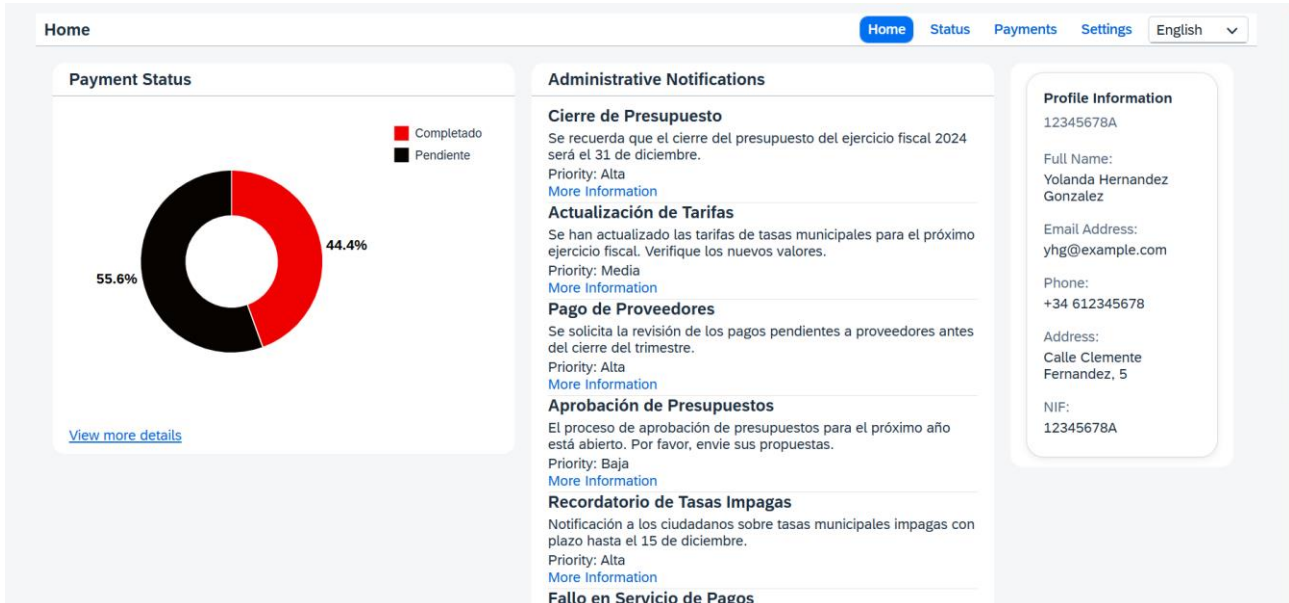 Home
Home Status Payments Settings English
Payment Status
Completado
Pendiente
44.4%
55.6%
View more details
Administrative Notifications
Cierre de Presupuesto
Se recuerda que el cierre del presupuesto del ejercicio fiscal 2024
será el 31 de diciembre.
Priority: Alta
More Information
Actualización de Tarifas
Se han actualizado las tarifas de tasas municipales para el próximo
ejercicio fiscal. Verifique los nuevos valores.
Priority: Media
More Information
Pago de Proveedores
Se solicita la revisión de los pagos pendientes a proveedores antes
del cierre del trimestre.
Priority: Alta
More Information
Aprobación de Presupuestos
El proceso de aprobación de presupuestos para el próximo año
está abierto. Por favor, envie sus propuestas.
Priority: Baja
More Information
Recordatorio de Tasas Impagas
Notificación a los ciudadanos sobre tasas municipales impagas con
plazo hasta el 15 de diciembre.
Priority: Alta
More Information
Fallo en Servicio de Pagos
Profile Information
12345678A
Full Name:
Yolanda Hernandez
Gonzalez
Email Address:
yhg@example.com
Phone:
+34 612345678
Address:
Calle Clemente
Fernandez, 5
NIF:
12345678A